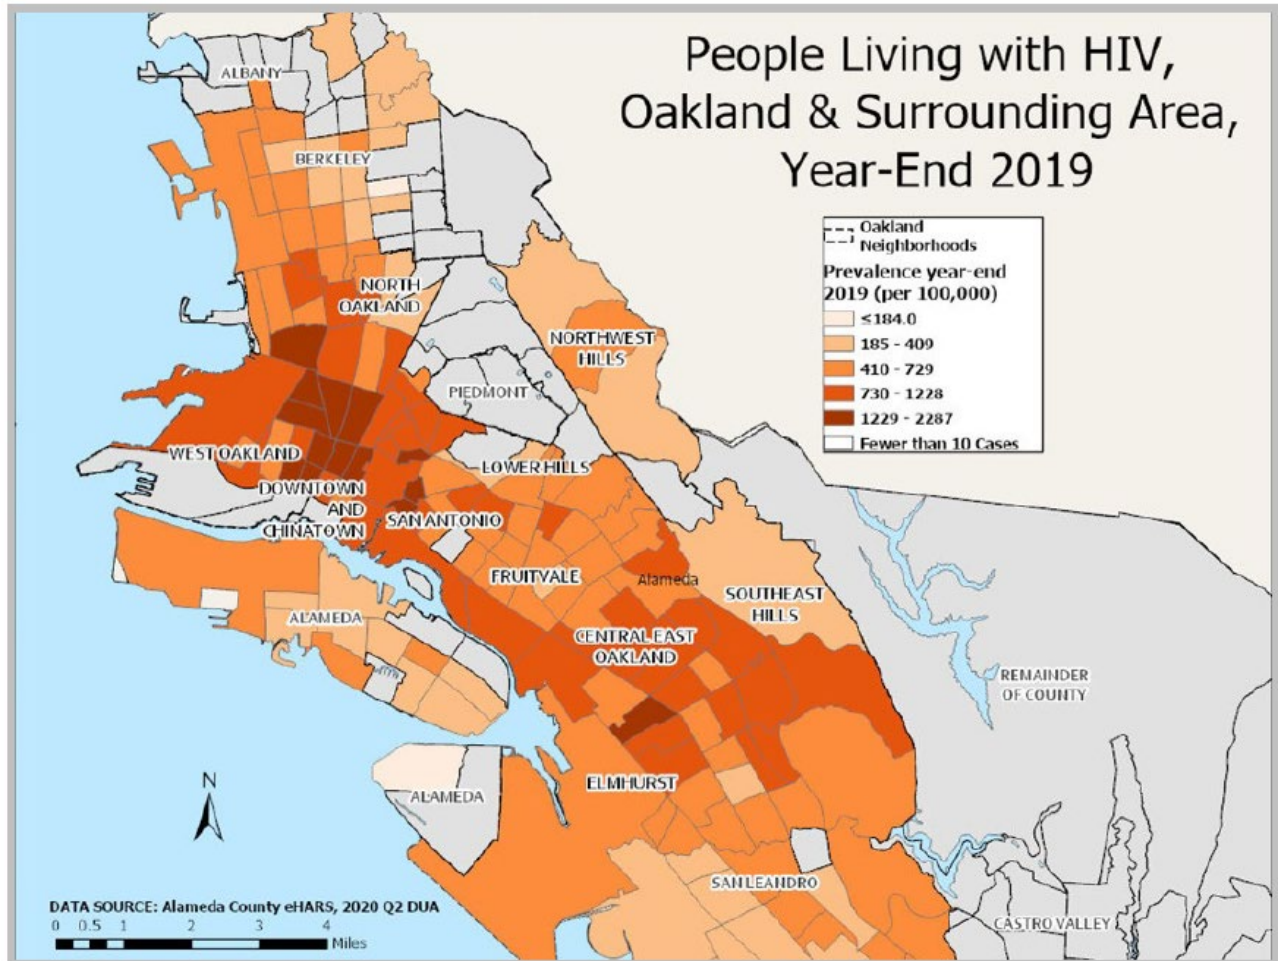 People Living with HIV,
Oakland & Surrounding Area,
Year-End 2019
Oakland
Neighborhoods
Prevalence year-end
2019 (per 100,000)
≤184.0
185 - 409
410 - 729
730 - 1228
1229 - 2287
Fewer than 10 Cases
ALBANY
BERKELEY
NORTH
OAKLAND
NORTHWEST
HILLS
PIEDMONT
WEST OAKLAND
LOWER HILLS
DOWNTOWN
AND
CHINATOWN
SAN ANTONIO
FRUITVALE
Alameda
SOUTHEAST
HILLS
ALAMEDA
CENTRAL EAST
OAKLAND
REMAINDER
OF COUNTY
N
ALAMEDA
ELMHURST
SAN LEANDRO
CASTRO VALLEY
DATA SOURCE: Alameda County eHARS, 2020 Q2 DUA
0 0.5 1 2 3 4
Miles